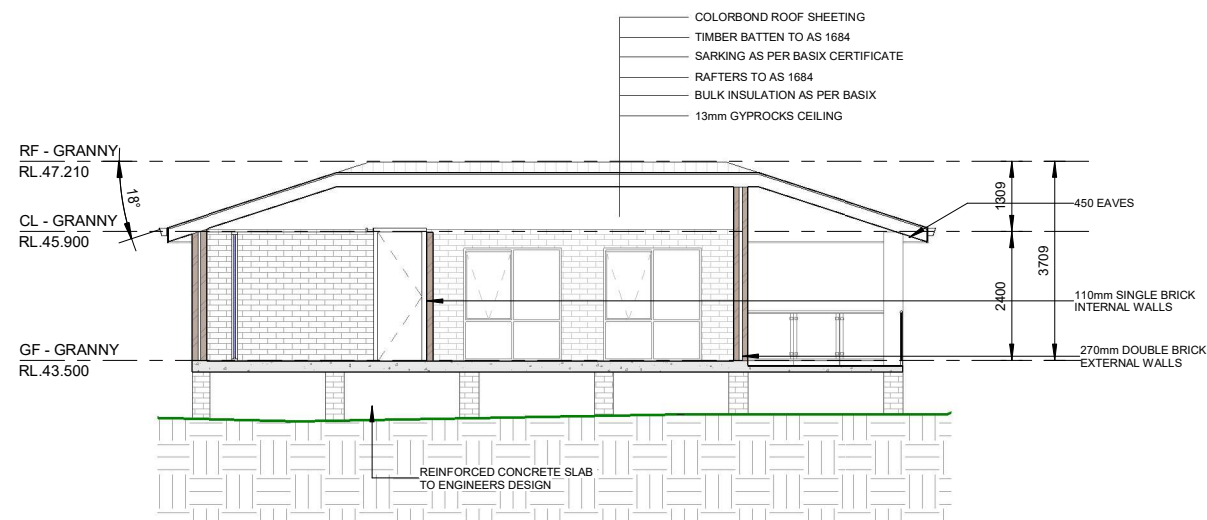 COLORBOND ROOF SHEETING
TIMBER BATTEN TO AS 1684
SARKING AS PER BASIX CERTIFICATE
RAFTERS TO AS 1684
BULK INSULATION AS PER BASIX
13mm GYPROCKS CEILING
RF - GRANNY
RL.47.210
18°
CL - GRANNY
RL.45.900
GF - GRANNY
RL.43.500
1309
2400
3709
450 EAVES
110mm SINGLE BRICK
INTERNAL WALLS
270mm DOUBLE BRICK
EXTERNAL WALLS
REINFORCED CONCRETE SLAB
TO ENGINEERS DESIGN